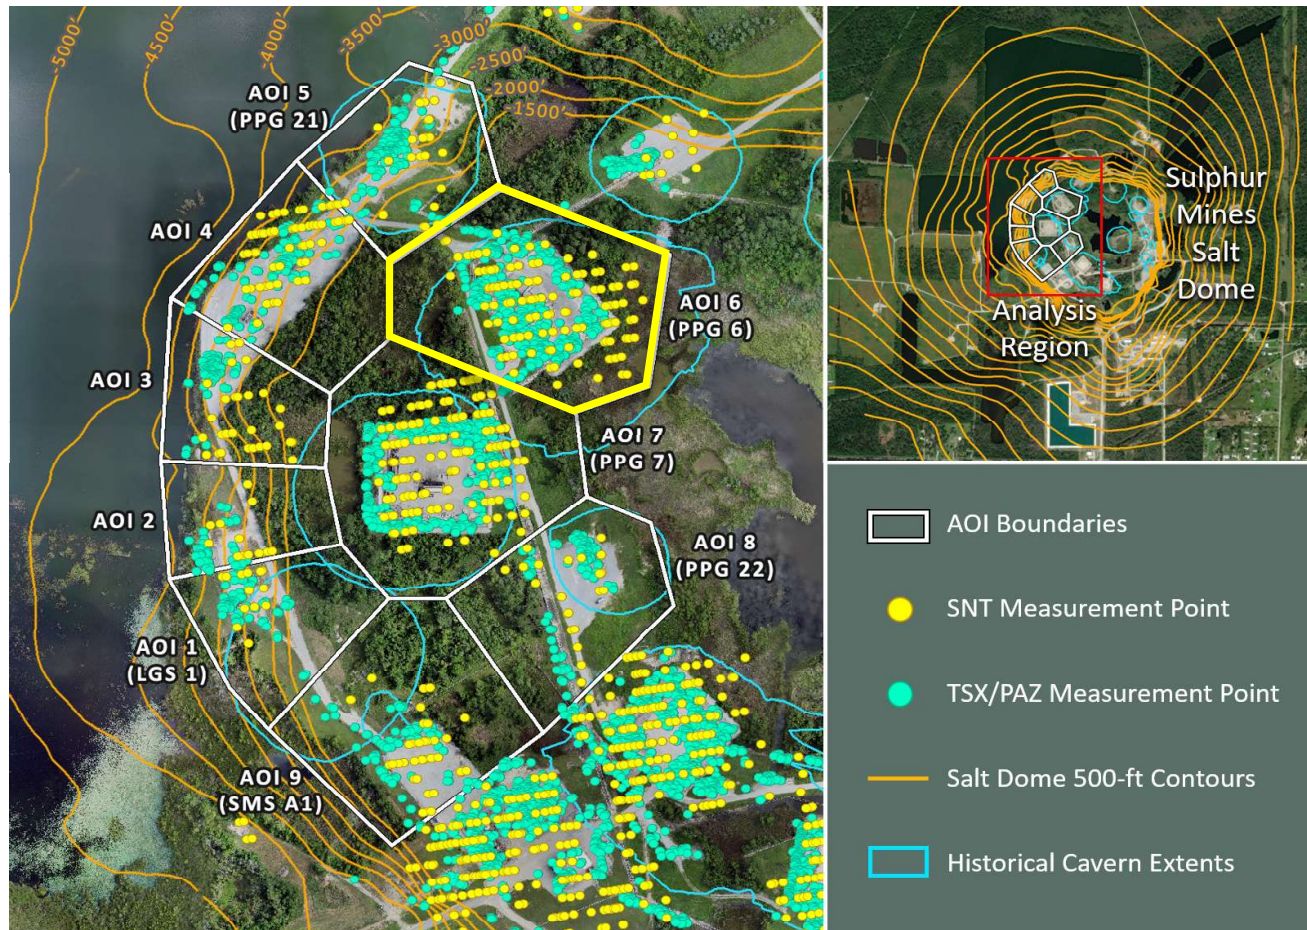 -5000'
-4500'
-4000'
-3500'
-3000'
-2500'
-2000'
-1500'
AOI 5
(PPG 21)
AOI 4
AOI 3
AOI 2
AOI 1
(LGS 1)
AOI 9
(SMS A1)
AOI 6
(PPG 6)
AOI 7
(PPG 7)
AOI 8
(PPG 22)
Sulphur
Mines
Salt
Dome
Analysis
Region
AOI Boundaries
SNT Measurement Point
TSX/PAZ Measurement Point
Salt Dome 500-ft Contours
Historical Cavern Extents